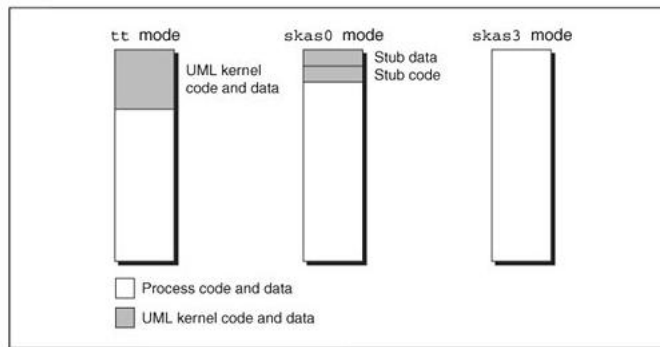 tt mode
UML kernel
code and data
skas0 mode
Stub data
Stub code
skas3 mode
Process code and data
UML kernel code and data